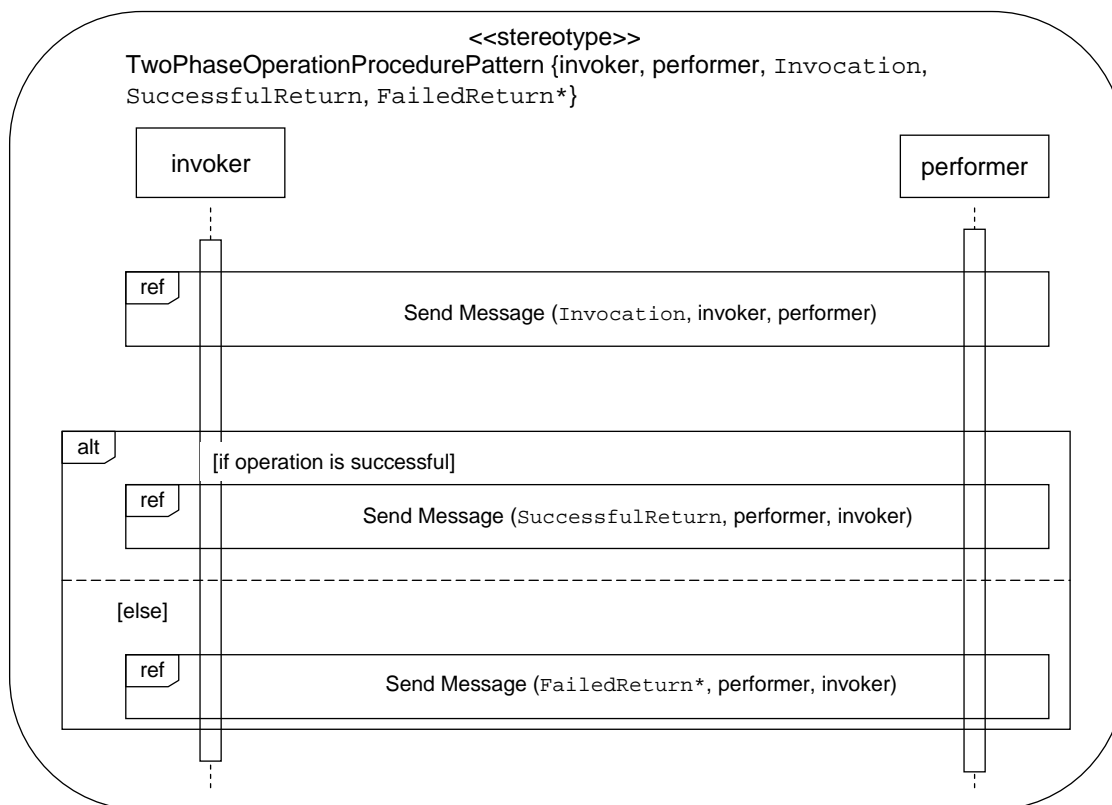 <<stereotype>>
TwoPhaseOperationProcedurePattern {invoker, performer, Invocation,
SuccessfulReturn, FailedReturn*}
invoker
performer
ref
Send Message (Invocation, invoker, performer)
alt
[if operation is successful]
ref
Send Message (SuccessfulReturn, performer, invoker)
[else]
ref
Send Message (FailedReturn*, performer, invoker)